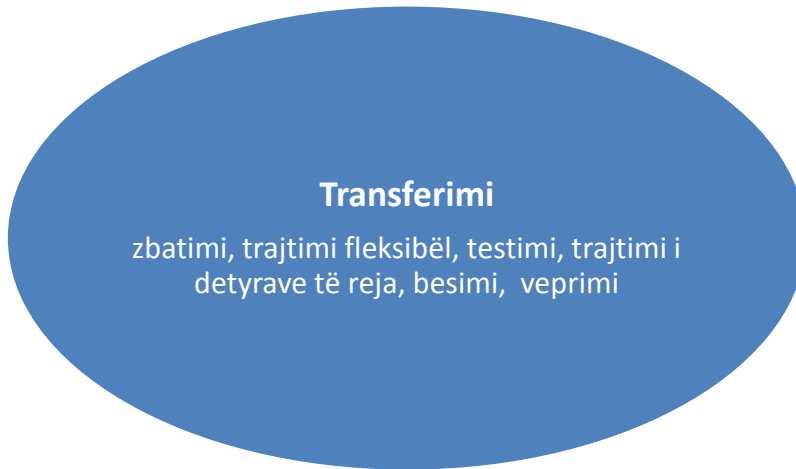 Transferimi
zbatimi, trajtimi fleksibël, testimi, trajtimi i
detyrave të reja, besimi, veprimi